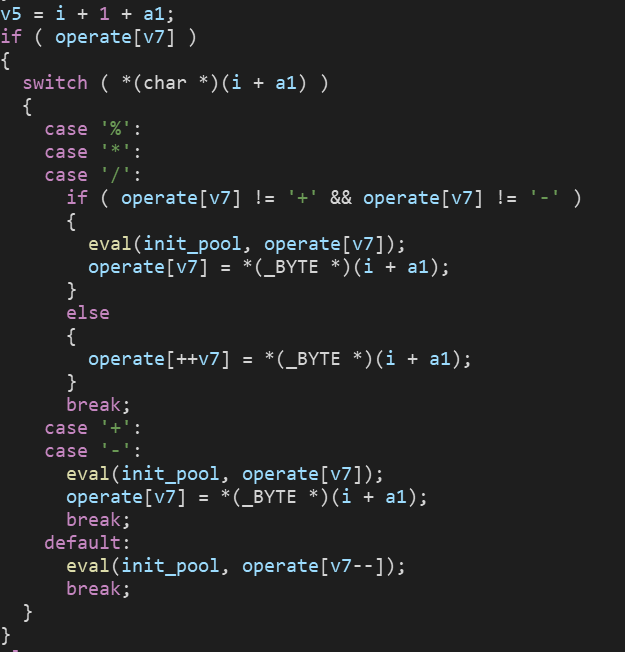 v5 = i + 1 + a1;
if ( operate[v7] )
{
  switch ( *(char *)(i + a1) )
  {
    case '%':
    case '*':
    case '/':
      if ( operate[v7] != '+' && operate[v7] != '-' )
      {
        eval(init_pool, operate[v7]);
        operate[v7] = *(_BYTE *)(i + a1);
      }
      else
      {
        operate[++v7] = *(_BYTE *)(i + a1);
      }
      break;
    case '+':
    case '-':
      eval(init_pool, operate[v7]);
      operate[v7] = *(_BYTE *)(i + a1);
      break;
    default:
      eval(init_pool, operate[v7--]);
      break;
  }
}